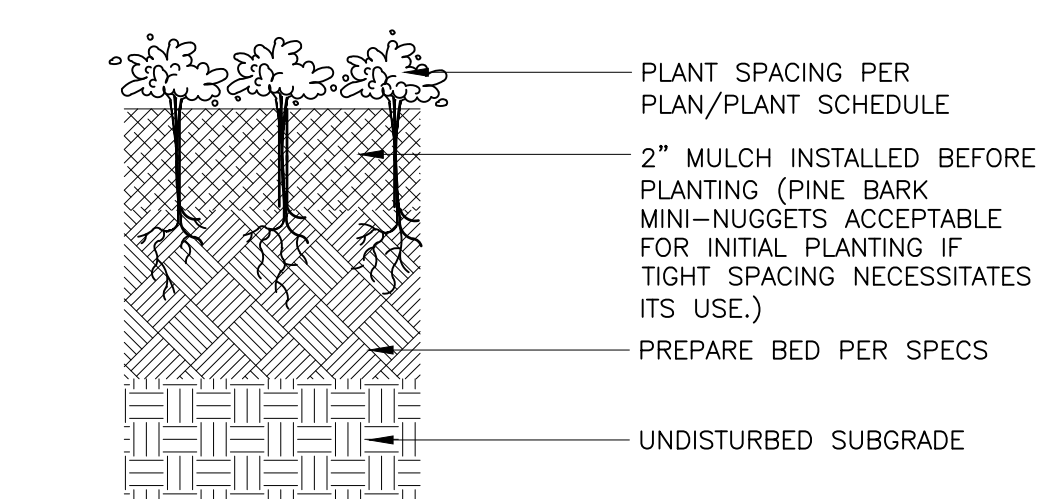 PLANT SPACING PER
PLAN/PLANT SCHEDULE
2" MULCH INSTALLED BEFORE
PLANTING (PINE BARK
MINI-NUGGETS ACCEPTABLE
FOR INITIAL PLANTING IF
TIGHT SPACING NECESSITATES
ITS USE.)
PREPARE BED PER SPECS
UNDISTURBED SUBGRADE